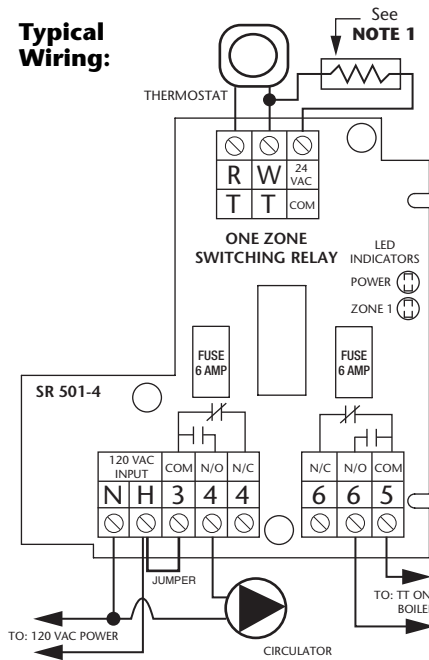 Typical
Wiring:
See
NOTE 1
THERMOSTAT
R W 24 VAC
T T COM
ONE ZONE
SWITCHING RELAY
LED
INDICATORS
POWER
ZONE 1
FUSE
6 AMP
FUSE
6 AMP
SR 501-4
120 VAC
INPUT
COM N/O N/C
N H 3 4 4
N/C N/O COM
6 6 5
JUMPER
TO: TT ON
BOILE
TO: 120 VAC POWER
CIRCULATOR